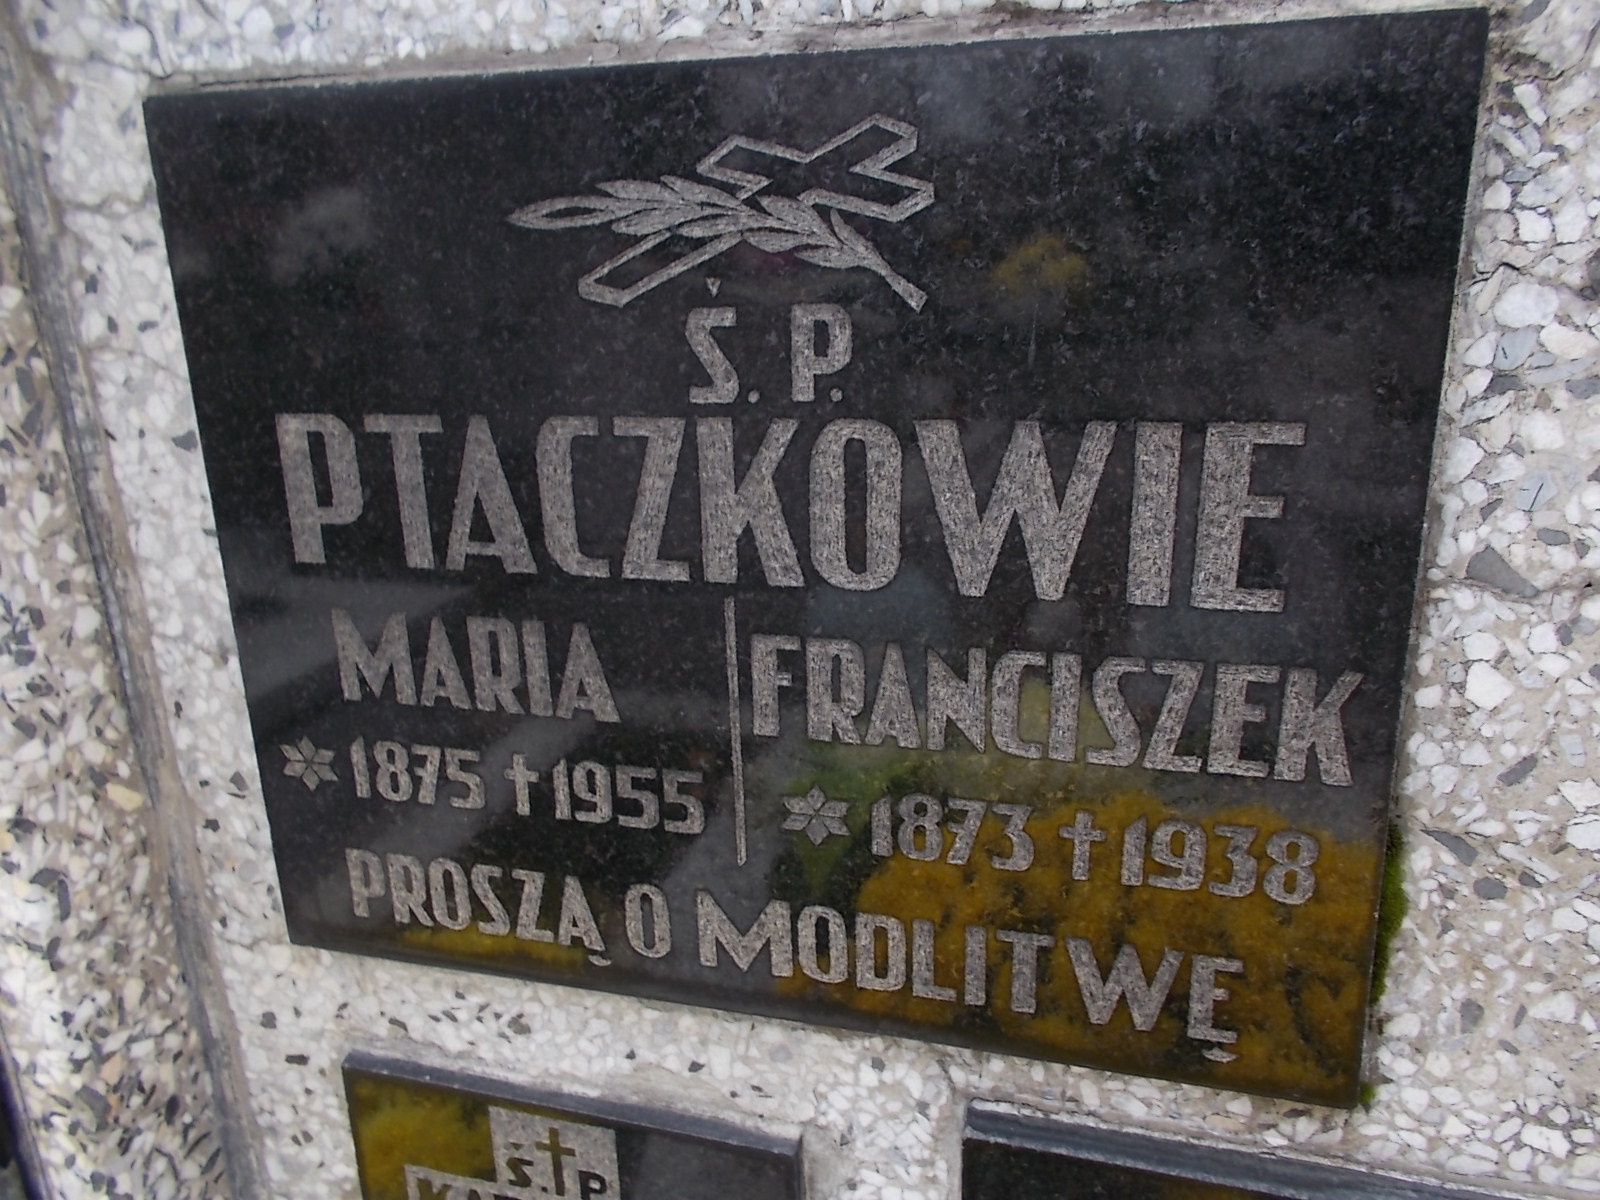 Ś. P.
PTACZKOWIE
MARIA
* 1875 † 1955
FRANCISZEK
* 1873 † 1938
PROSZĄ O MODLITWĘ
Ś. † P